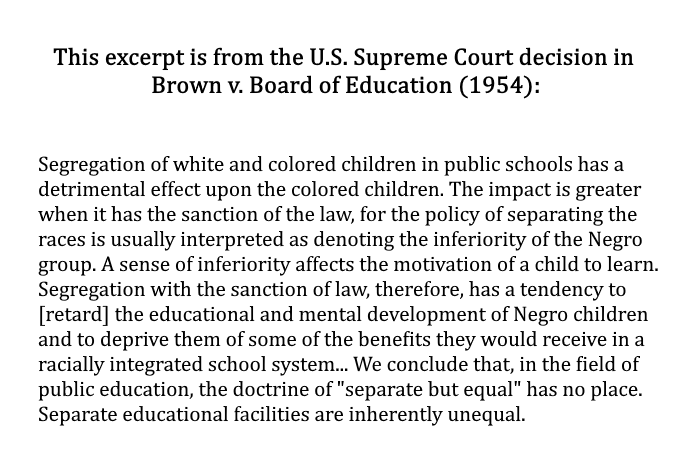 This excerpt is from the U.S. Supreme Court decision in
Brown v. Board of Education (1954):
Segregation of white and colored children in public schools has a
detrimental effect upon the colored children. The impact is greater
when it has the sanction of the law, for the policy of separating the
races is usually interpreted as denoting the inferiority of the Negro
group. A sense of inferiority affects the motivation of a child to learn.
Segregation with the sanction of law, therefore, has a tendency to
[retard] the educational and mental development of Negro children
and to deprive them of some of the benefits they would receive in a
racially integrated school system... We conclude that, in the field of
public education, the doctrine of "separate but equal" has no place.
Separate educational facilities are inherently unequal.